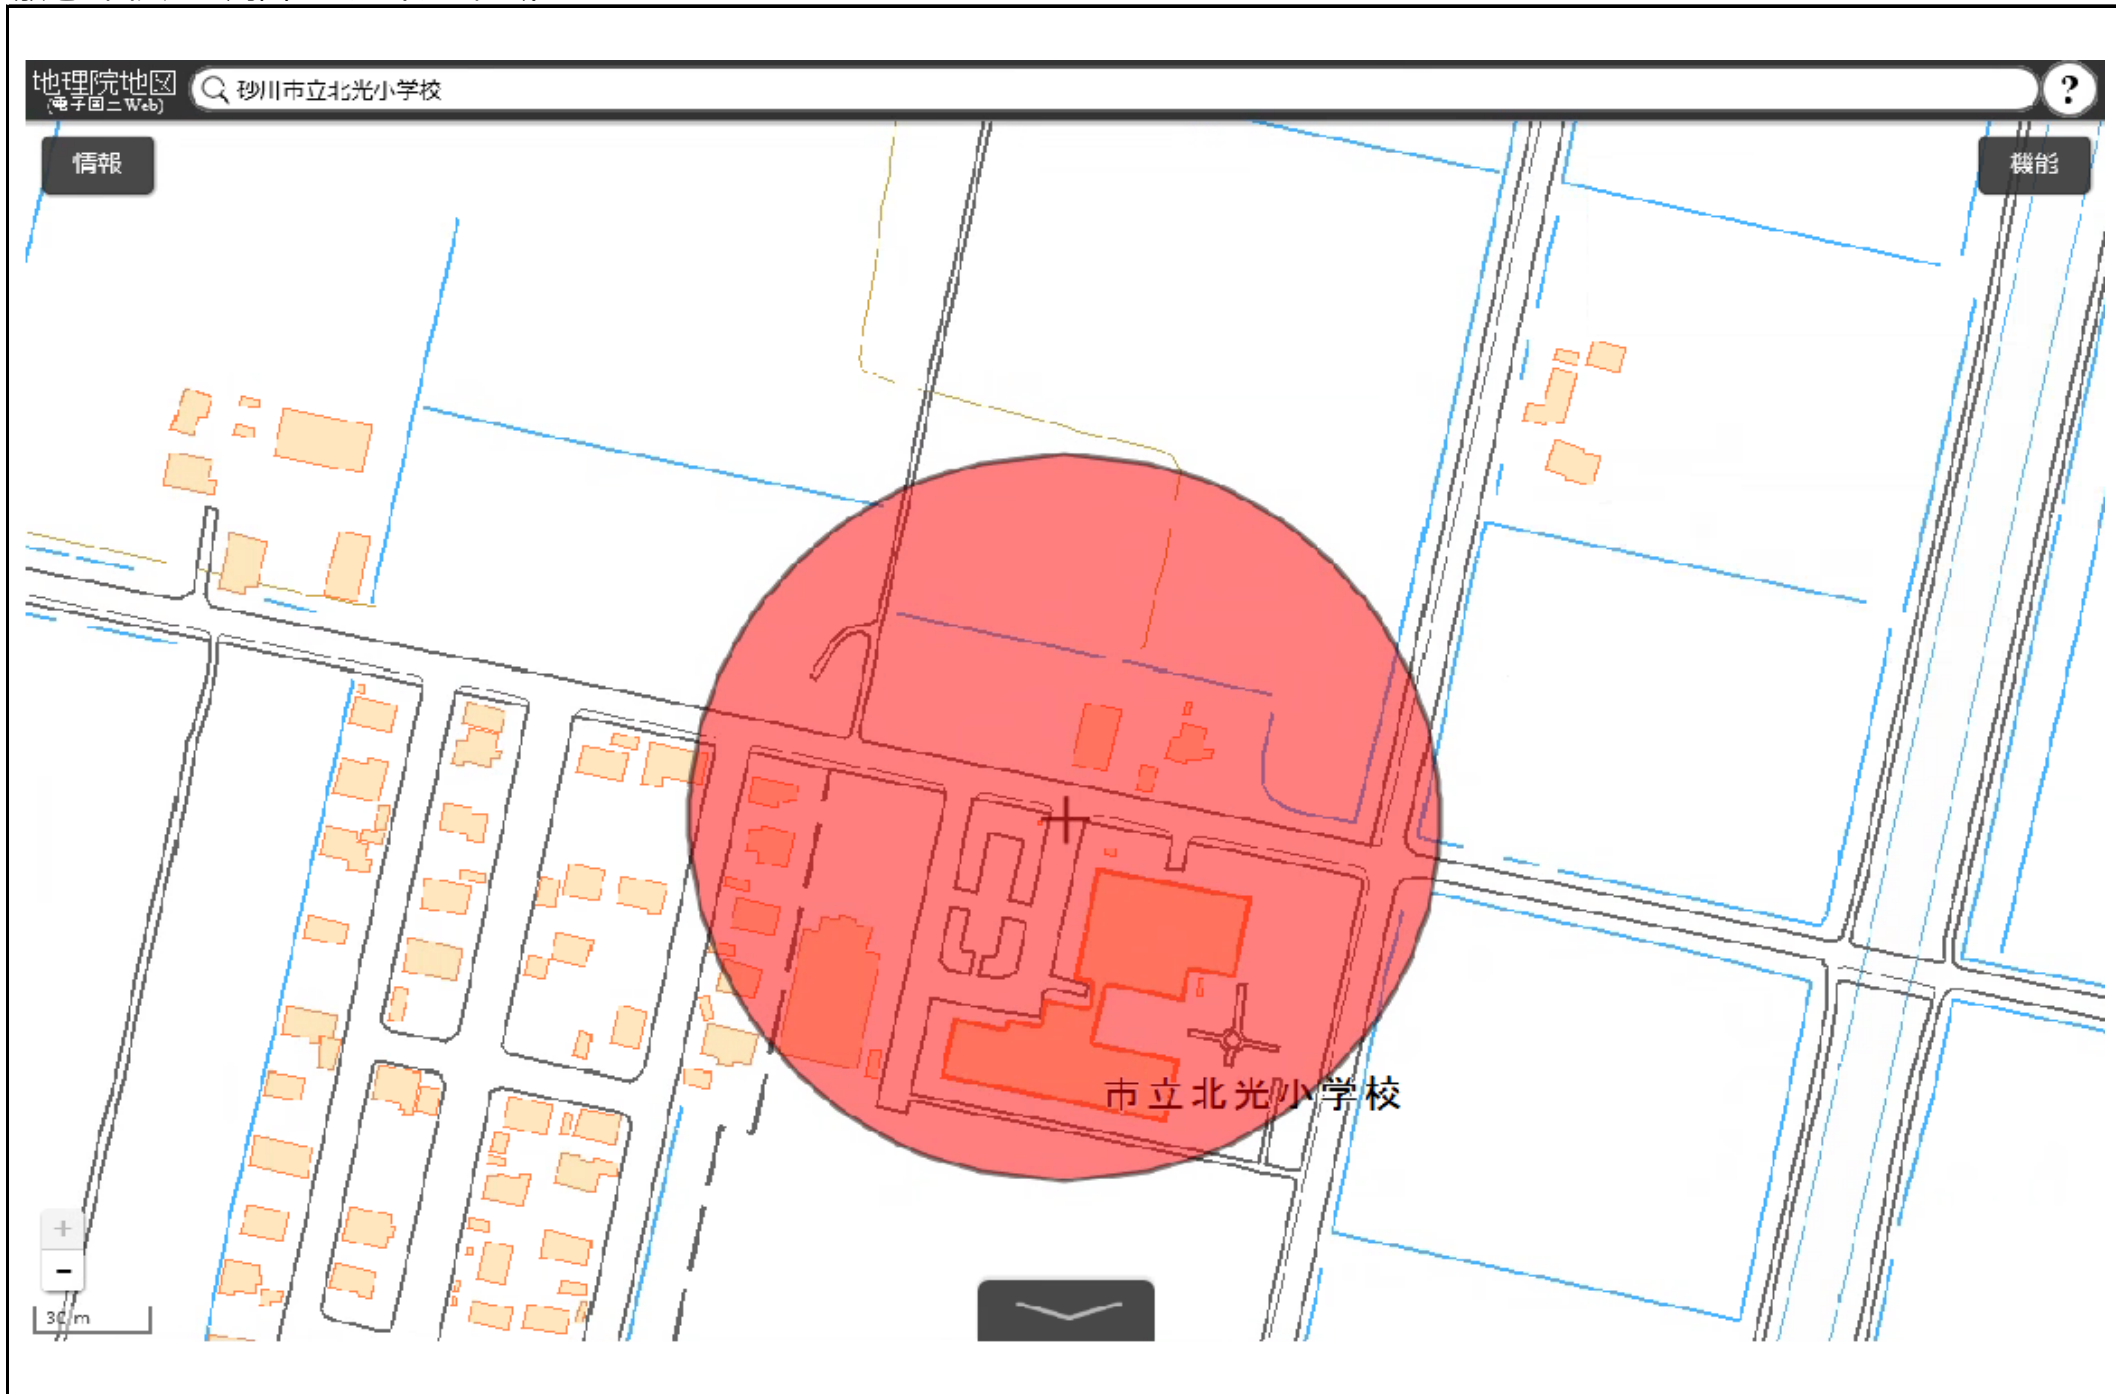 地理院地図
(電子国土Web)
砂川市立北光小学校
?
情報
機能
市立北光小学校
+
-
30 m